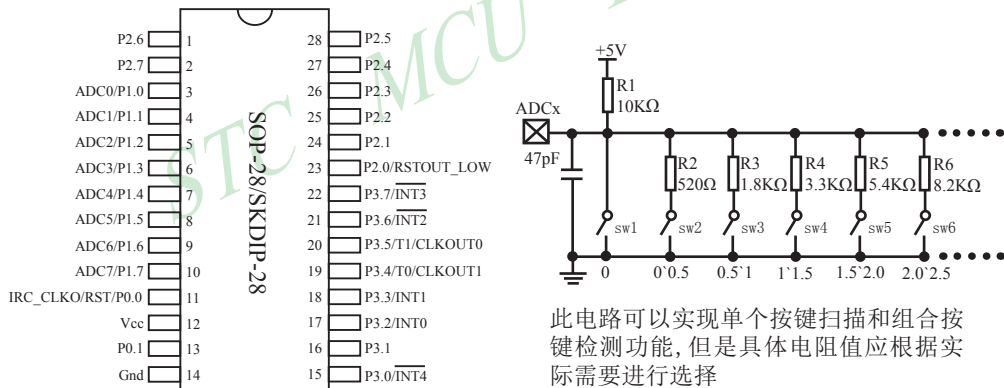 STC MCU
P2.6 1
P2.7 2
ADC0/P1.0 3
ADC1/P1.1 4
ADC2/P1.2 5
ADC3/P1.3 6
ADC4/P1.4 7
ADC5/P1.5 8
ADC6/P1.6 9
ADC7/P1.7 10
IRC_CLKO/RST/P0.0 11
Vcc 12
P0.1 13
Gnd 14
SOP-28/SKDIP-28
28 P2.5
27 P2.4
26 P2.3
25 P2.2
24 P2.1
23 P2.0/RSTOUT_LOW
22 P3.7/INT3
21 P3.6/INT2
20 P3.5/T1/CLKOUT0
19 P3.4/T0/CLKOUT1
18 P3.3/INT1
17 P3.2/INT0
16 P3.1
15 P3.0/INT4
+5V
R1
10KΩ
ADCx
47pF
R2 R3 R4 R5 R6
520Ω 1.8KΩ 3.3KΩ 5.4KΩ 8.2KΩ
sw1 sw2 sw3 sw4 sw5 sw6
0 0`0.5 0.5`1 1`1.5 1.5`2.0 2.0`2.5
此电路可以实现单个按键扫描和组合按
键检测功能,但是具体电阻值应根据实
际需要进行选择